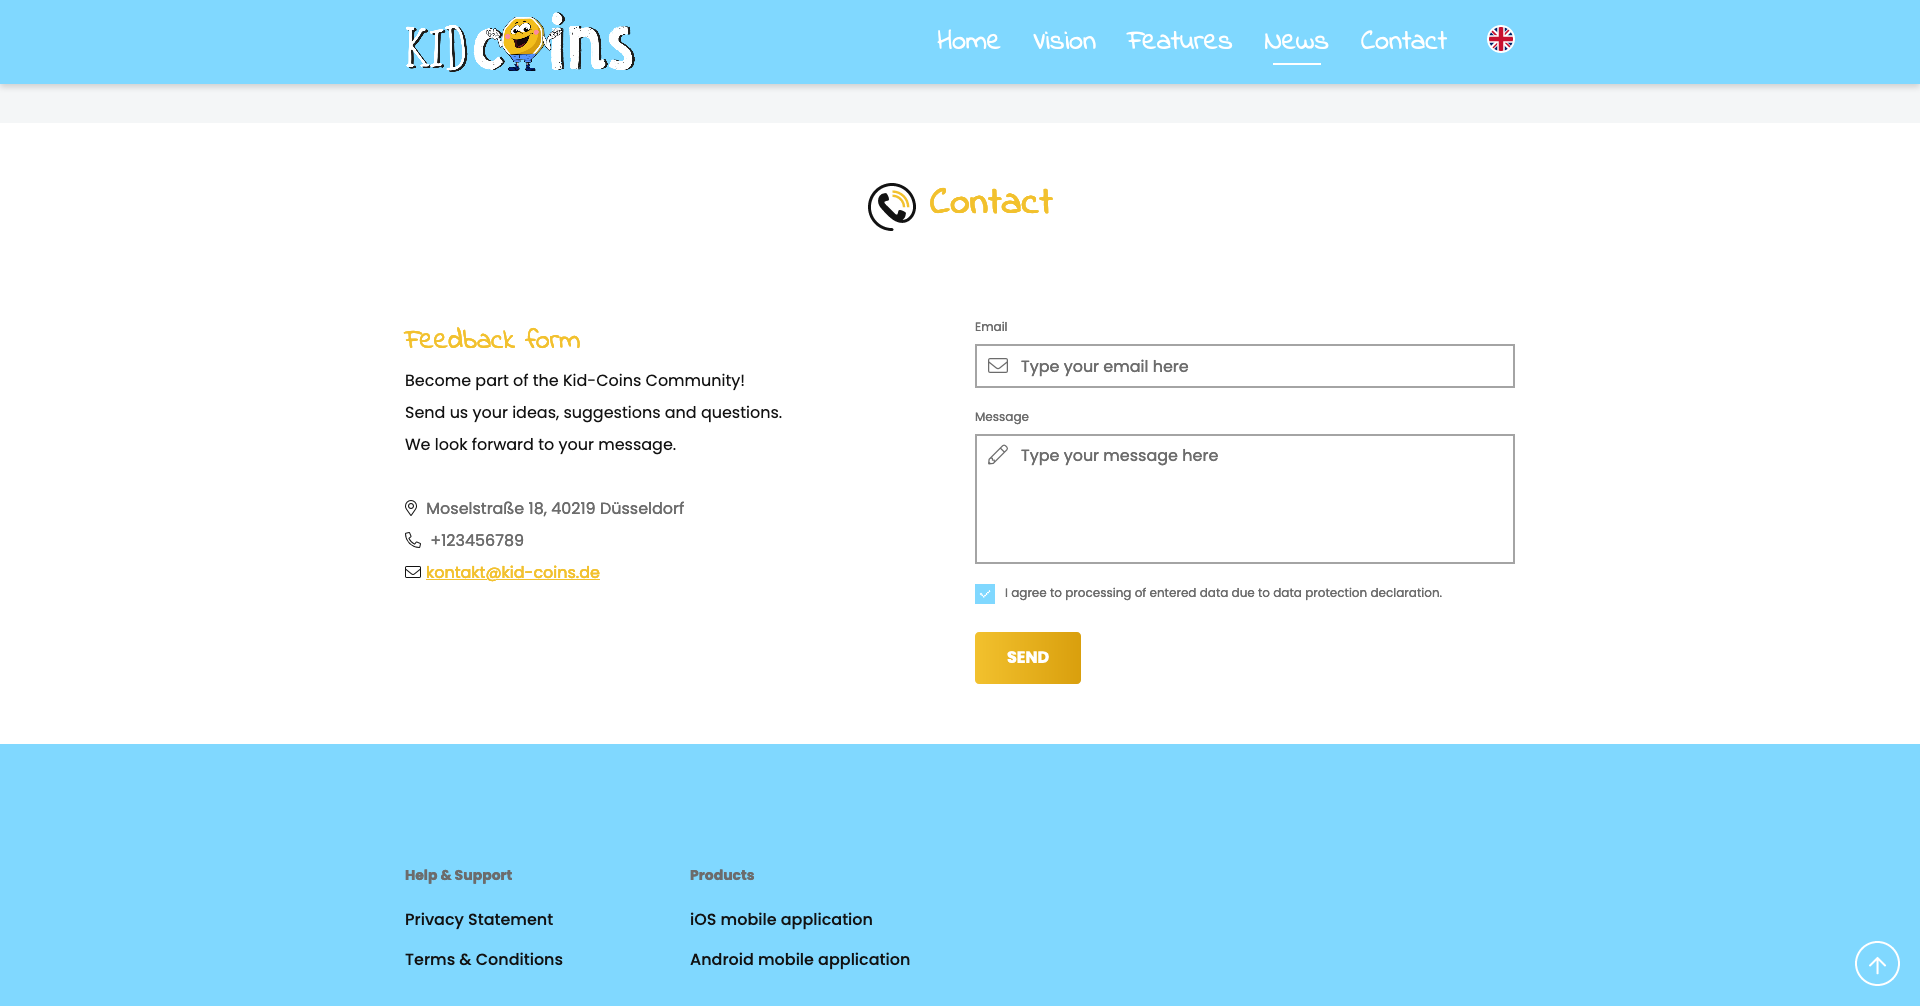 KID coins
Home Vision Features News Contact
Contact
Feedback form
Become part of the Kid-Coins Community!
Send us your ideas, suggestions and questions.
We look forward to your message.
Moselstraße 18, 40219 Düsseldorf
+123456789
kontakt@kid-coins.de
Email
Type your email here
Message
Type your message here
I agree to processing of entered data due to data protection declaration.
SEND
Help & Support
Privacy Statement
Terms & Conditions
Products
iOS mobile application
Android mobile application